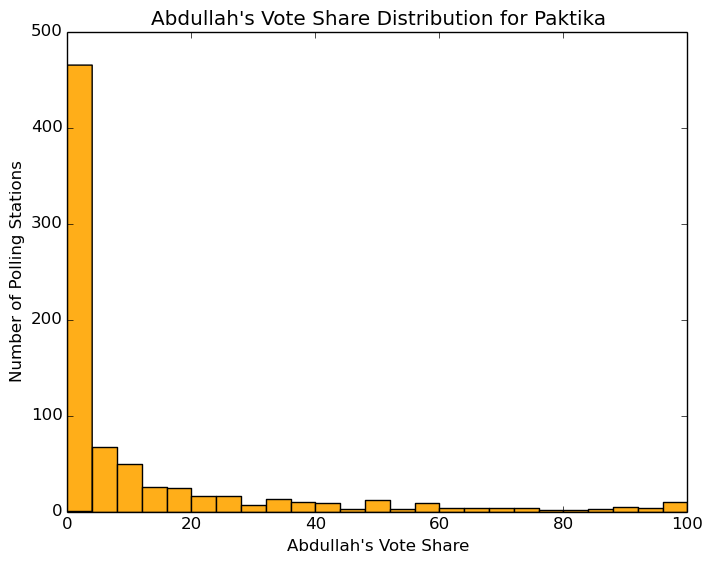 Abdullah's Vote Share Distribution for Paktika
500
400
300
200
100
0
Number of Polling Stations
0 20 40 60 80 100
Abdullah's Vote Share